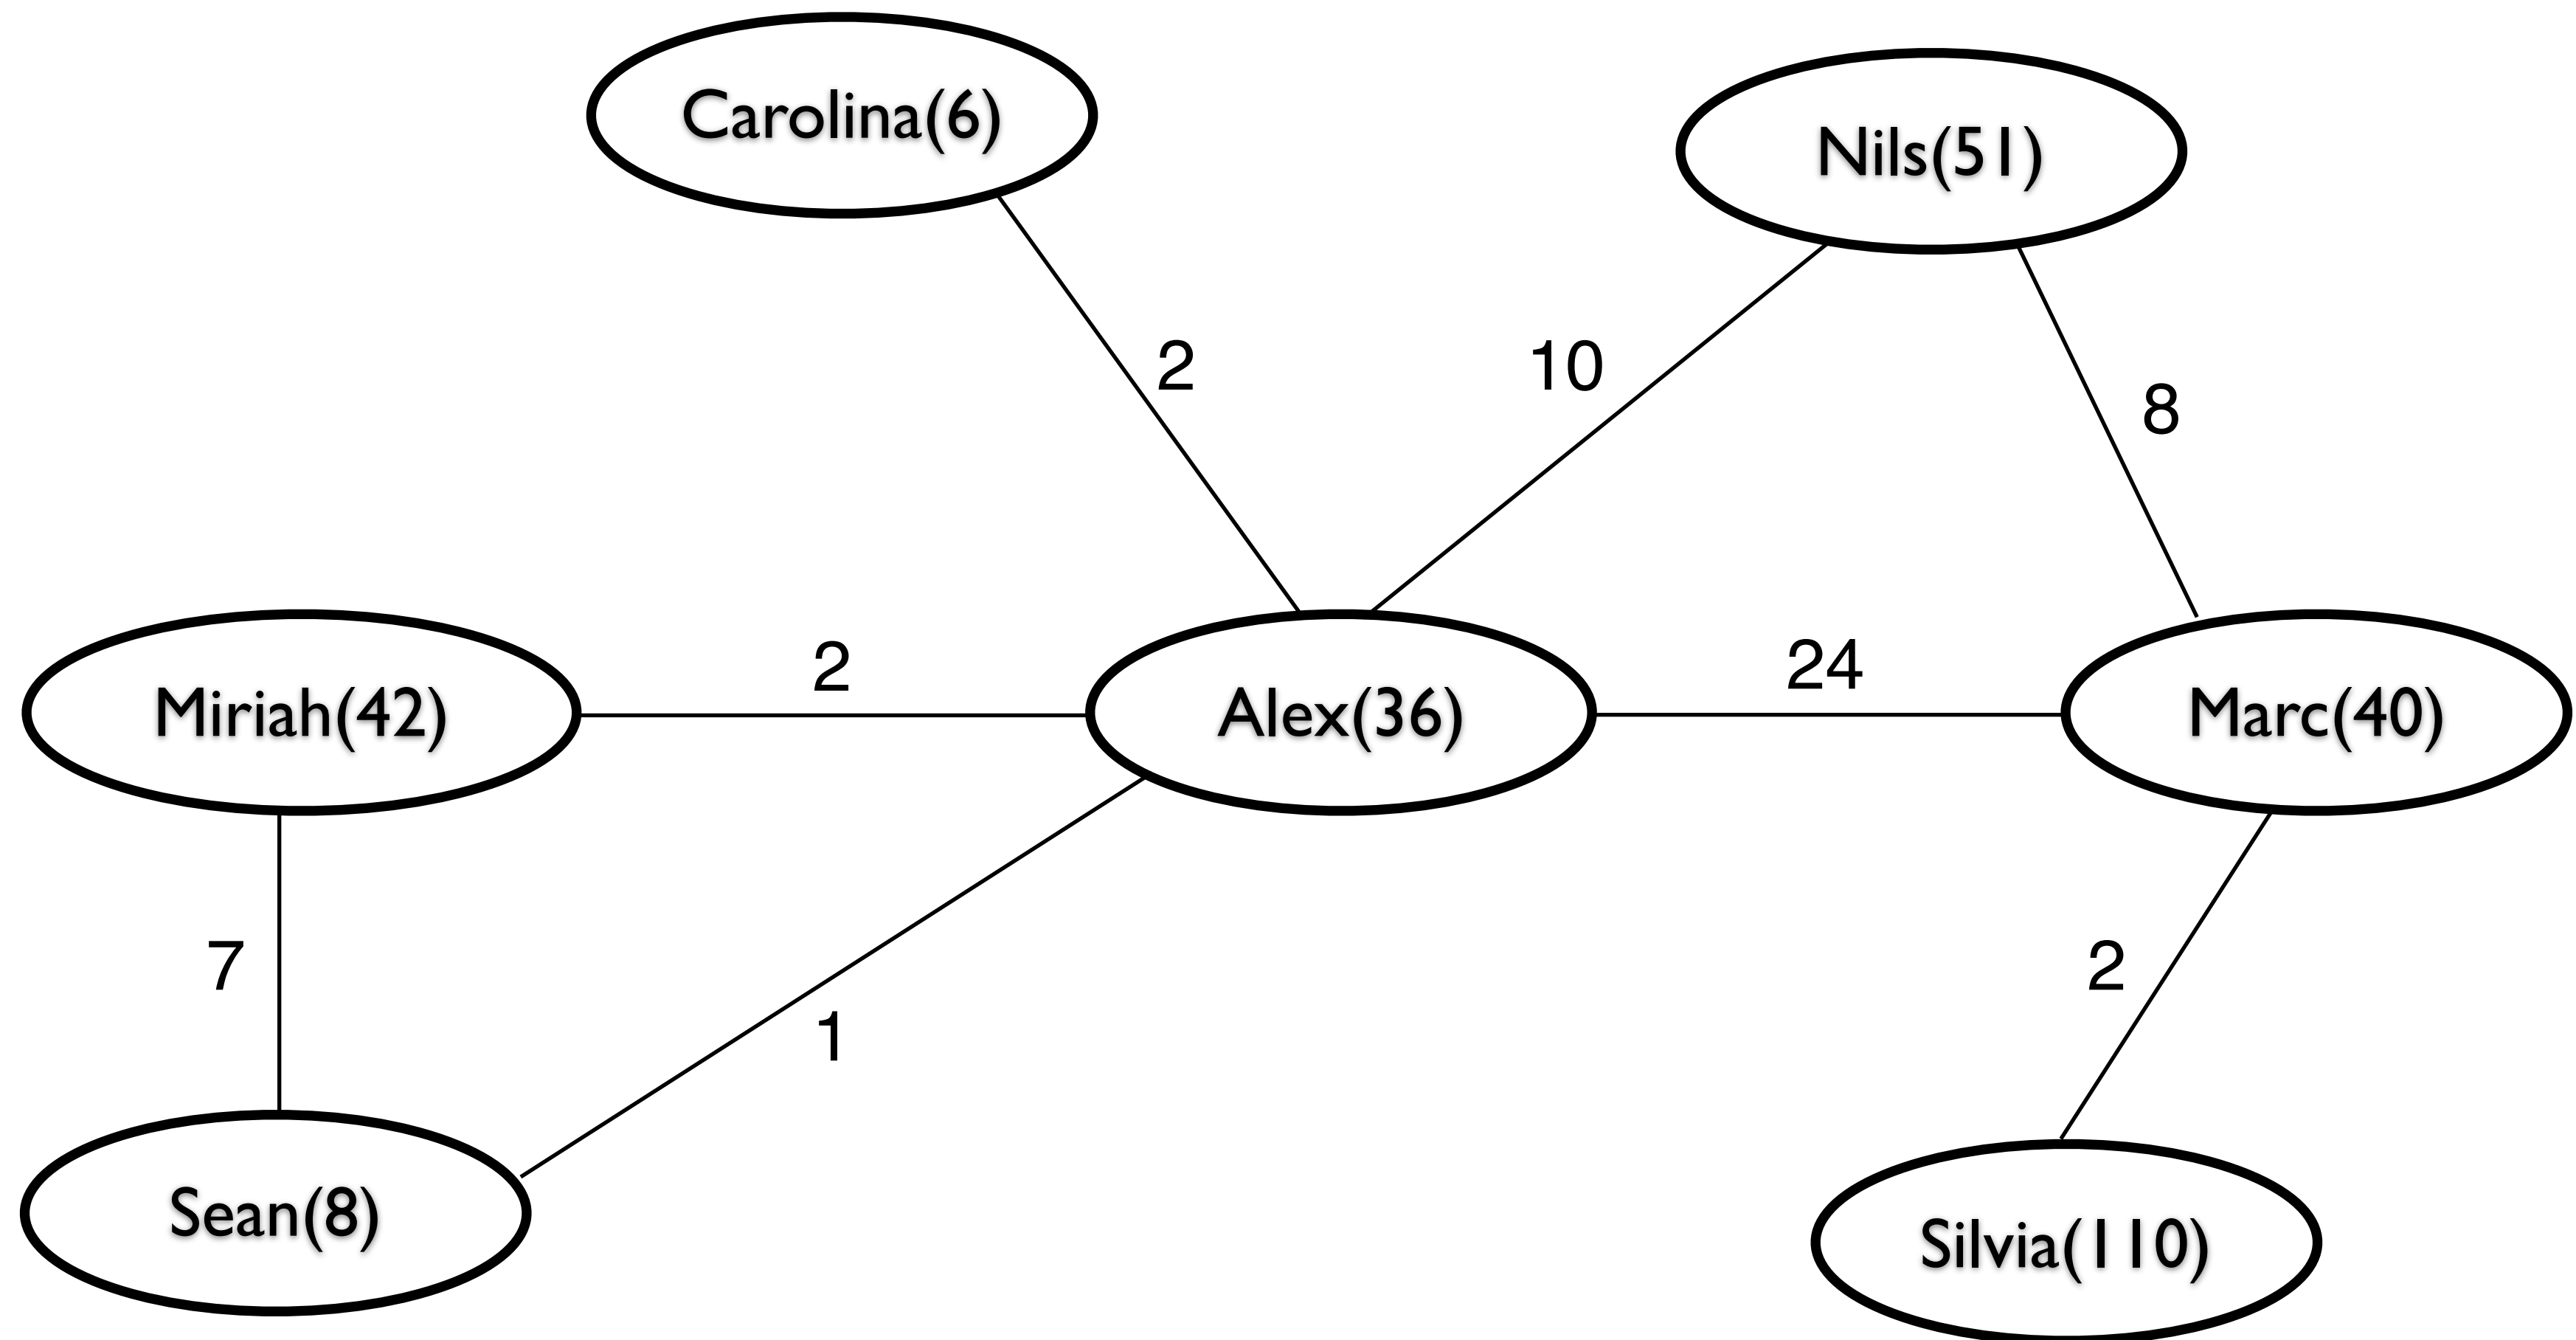 Carolina(6)
Nils(51)
2
10
8
Miriah(42)
2
Alex(36)
24
Marc(40)
7
1
2
Sean(8)
Silvia(110)